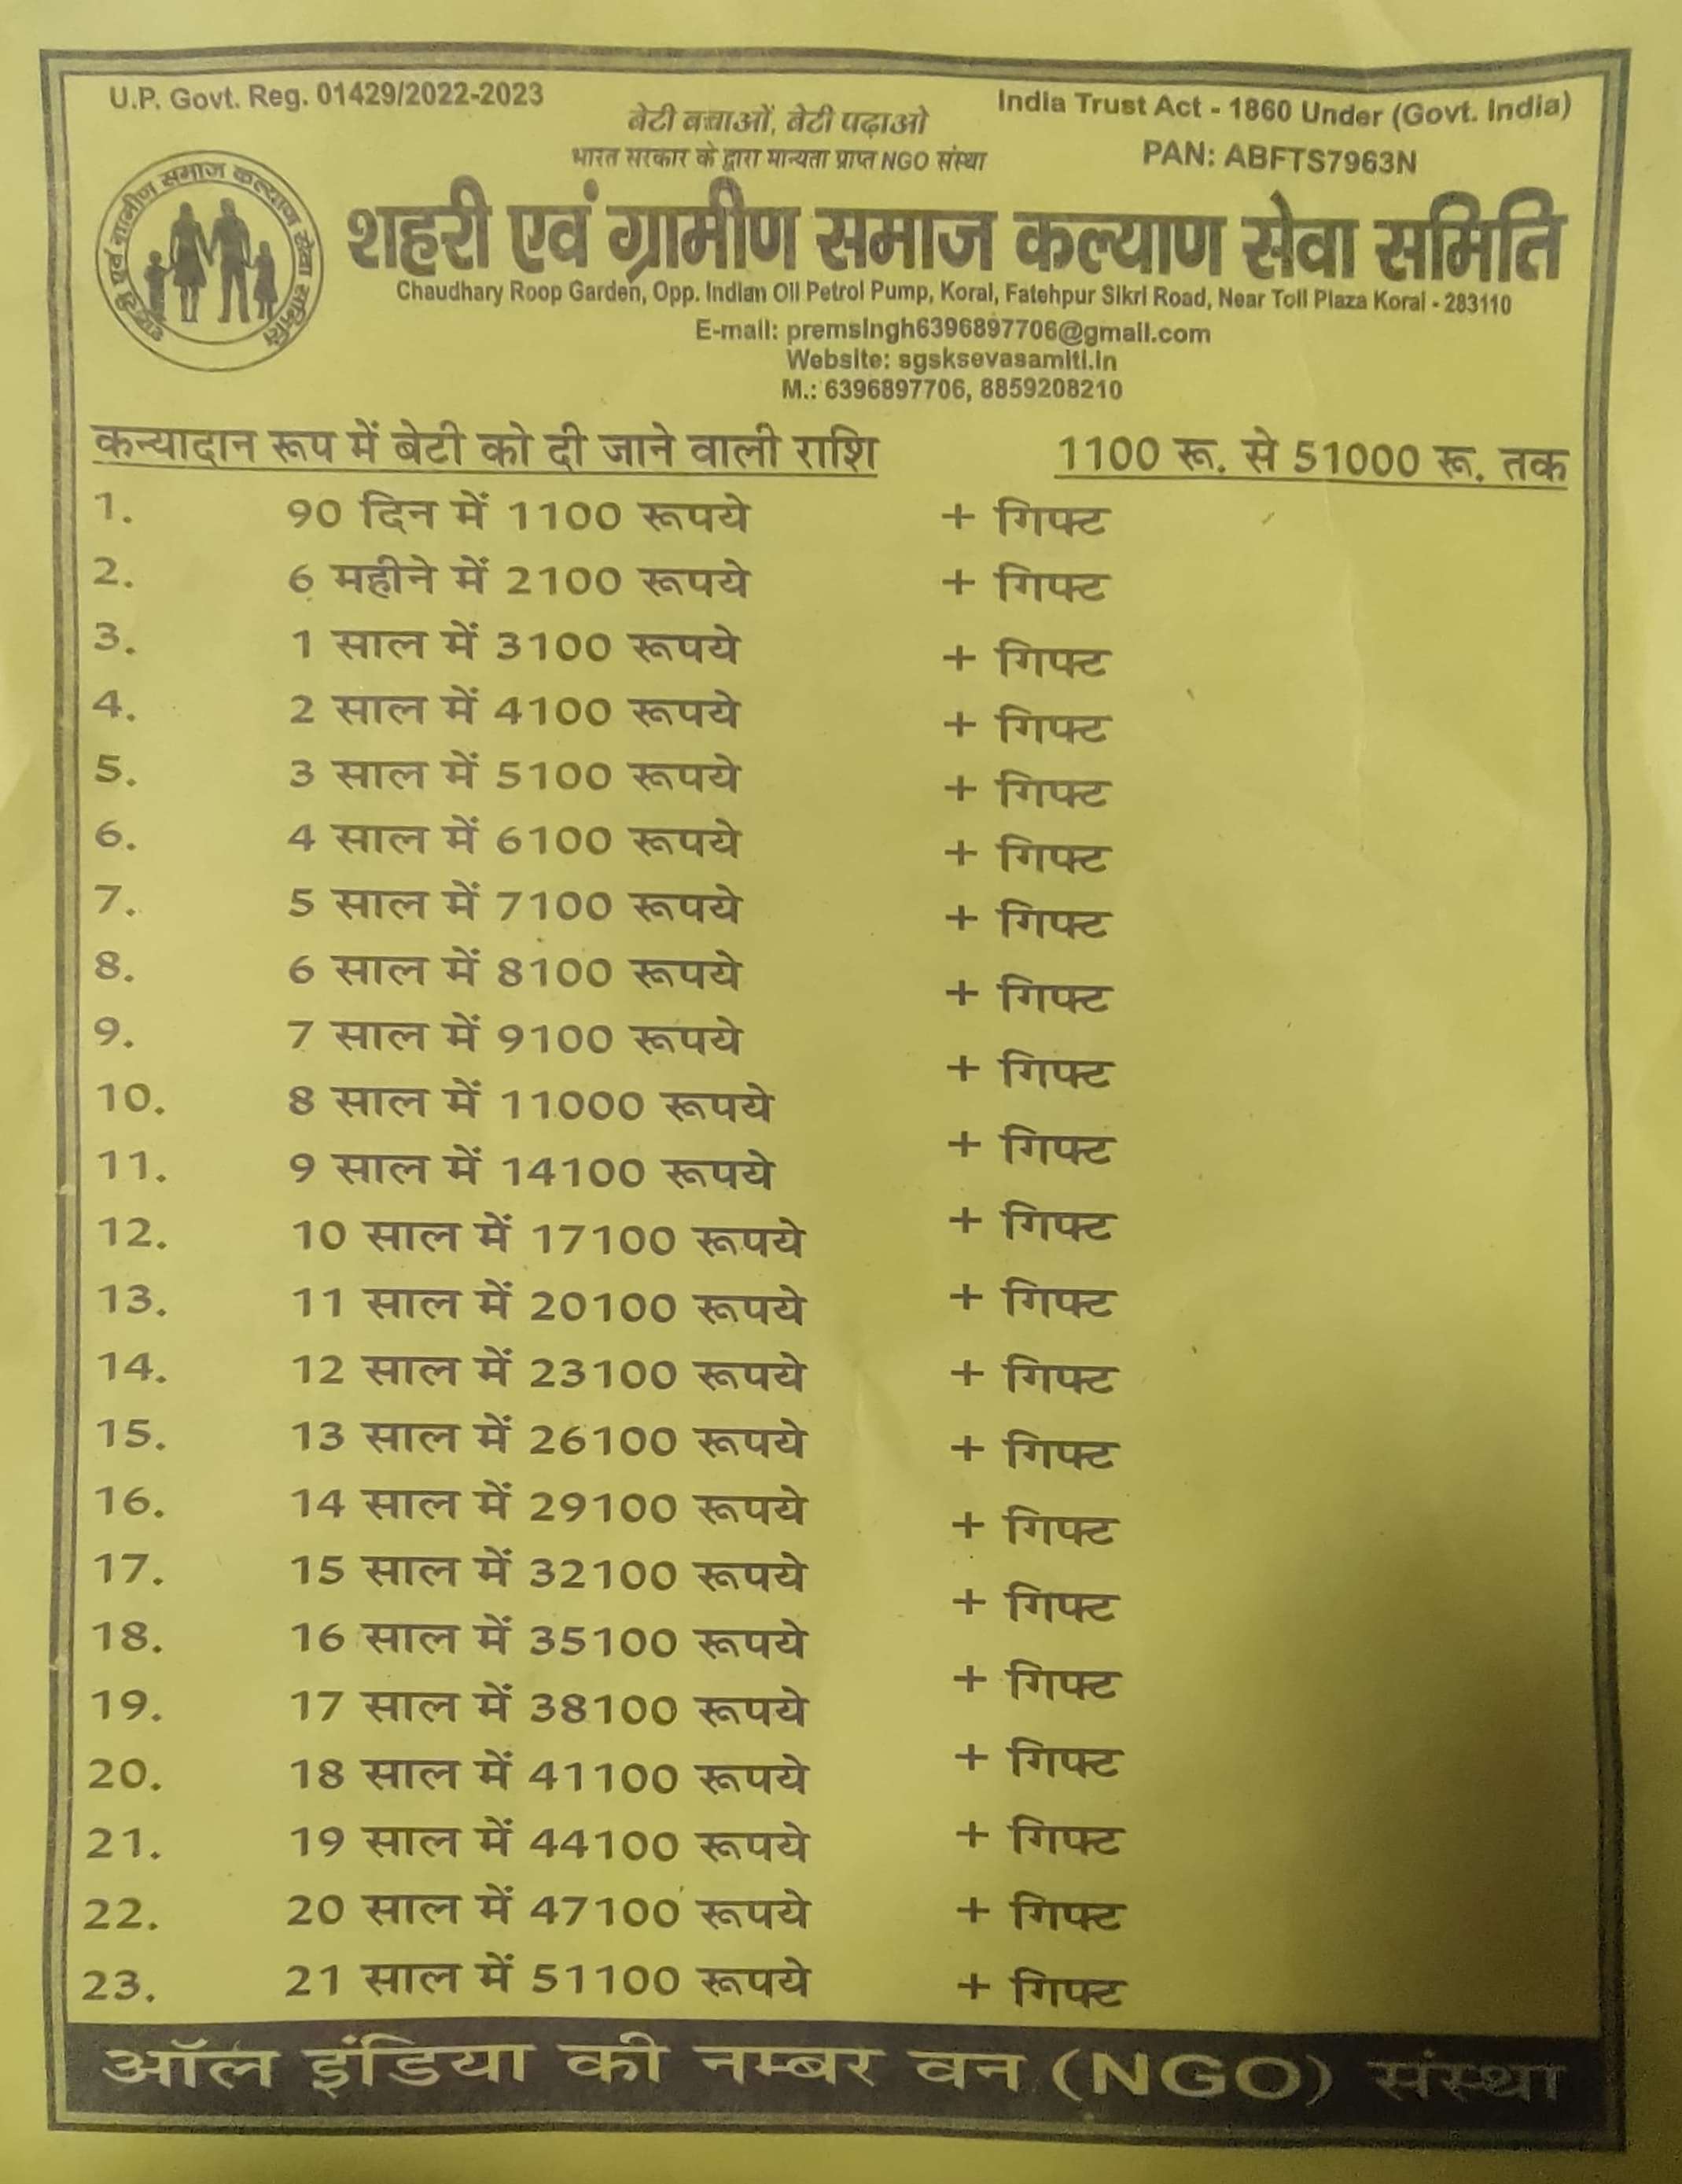 U.P. Govt. Reg. 01429/2022-2023
India Trust Act - 1860 Under (Govt. India)
बेटी बचाओं, बेटी पढ़ाओ
भारत सरकार के द्वारा मान्यता प्राप्त NGO संस्था
PAN: ABFTS7963N
शहरी एवं ग्रामीण समाज कल्याण सेवा समिति
शहरी एवं ग्रामीण समाज कल्याण सेवा समिति
Chaudhary Roop Garden, Opp. Indian Oil Petrol Pump, Korai, Fatehpur Sikri Road, Near Toll Plaza Korai - 283110
E-mail: premsingh6396897706@gmail.com
Website: sgsksevasamiti.in
M.: 6396897706, 8859208210
कन्यादान रूप में बेटी को दी जाने वाली राशि 1100 रू. से 51000 रू. तक
1. 90 दिन में 1100 रूपये + गिफ्ट
2. 6 महीने में 2100 रूपये + गिफ्ट
3. 1 साल में 3100 रूपये + गिफ्ट
4. 2 साल में 4100 रूपये + गिफ्ट
5. 3 साल में 5100 रूपये + गिफ्ट
6. 4 साल में 6100 रूपये + गिफ्ट
7. 5 साल में 7100 रूपये + गिफ्ट
8. 6 साल में 8100 रूपये + गिफ्ट
9. 7 साल में 9100 रूपये + गिफ्ट
10. 8 साल में 11000 रूपये + गिफ्ट
11. 9 साल में 14100 रूपये + गिफ्ट
12. 10 साल में 17100 रूपये + गिफ्ट
13. 11 साल में 20100 रूपये + गिफ्ट
14. 12 साल में 23100 रूपये + गिफ्ट
15. 13 साल में 26100 रूपये + गिफ्ट
16. 14 साल में 29100 रूपये + गिफ्ट
17. 15 साल में 32100 रूपये + गिफ्ट
18. 16 साल में 35100 रूपये + गिफ्ट
19. 17 साल में 38100 रूपये + गिफ्ट
20. 18 साल में 41100 रूपये + गिफ्ट
21. 19 साल में 44100 रूपये + गिफ्ट
22. 20 साल में 47100 रूपये + गिफ्ट
23. 21 साल में 51100 रूपये
ऑल इंडिया की नम्बर वन (NGO) संस्था